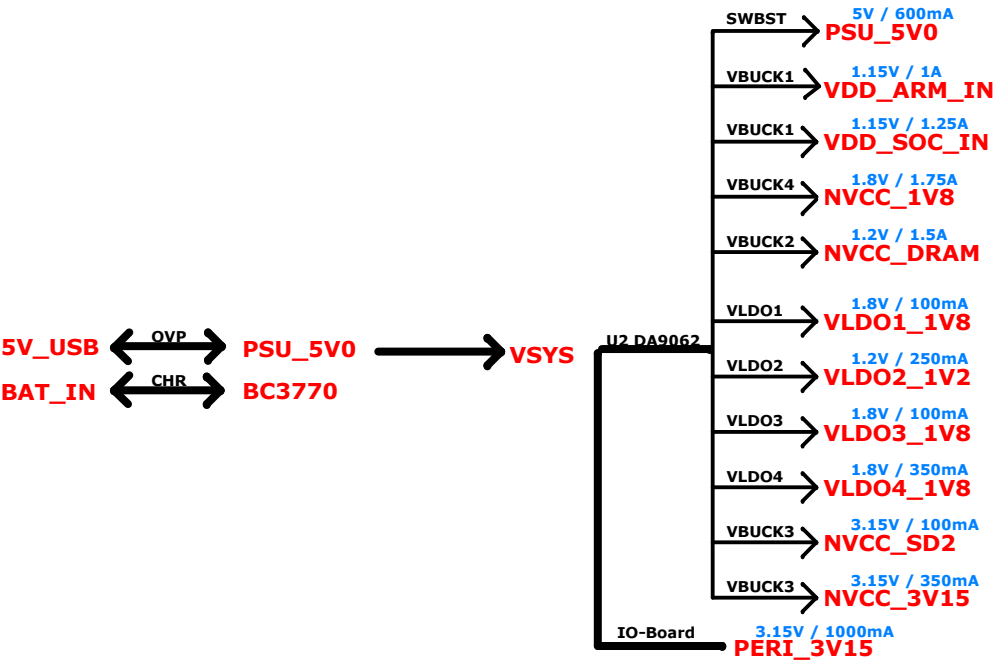 SWBST
5V / 600mA
PSU_5V0
VBUCK1
1.15V / 1A
VDD_ARM_IN
VBUCK1
1.15V / 1.25A
VDD_SOC_IN
VBUCK4
1.8V / 1.75A
NVCC_1V8
VBUCK2
1.2V / 1.5A
NVCC_DRAM
VLDO1
1.8V / 100mA
VLDO1_1V8
5V_USB
OVP
PSU_5V0
VSYS
U2 DA9062
VLDO2
1.2V / 250mA
VLDO2_1V2
BAT_IN
CHR
BC3770
VLDO3
1.8V / 100mA
VLDO3_1V8
VLDO4
1.8V / 350mA
VLDO4_1V8
VBUCK3
3.15V / 100mA
NVCC_SD2
VBUCK3
3.15V / 350mA
NVCC_3V15
IO-Board
3.15V / 1000mA
PERI_3V15